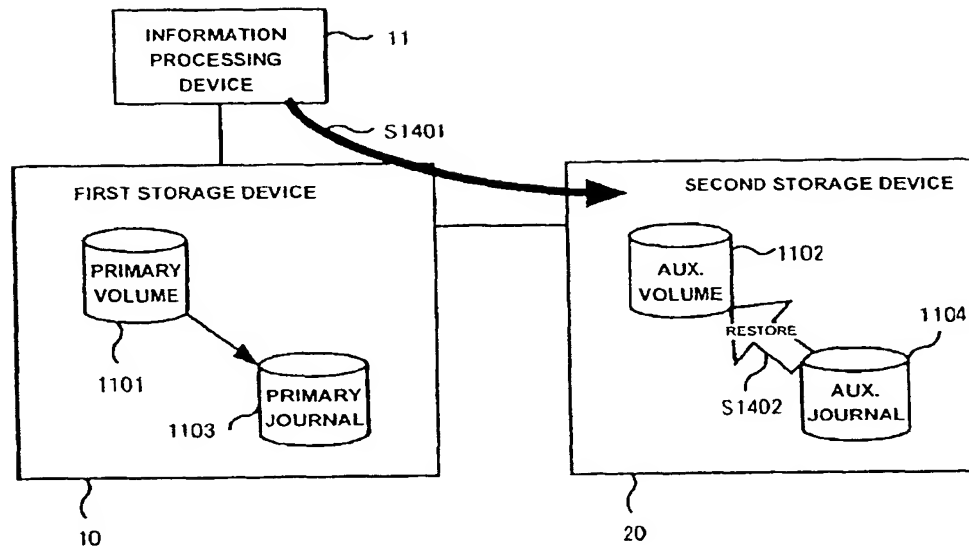 INFORMATION
PROCESSING
DEVICE
11
S1401
FIRST STORAGE DEVICE
PRIMARY
VOLUME
1101
PRIMARY
JOURNAL
1103
10
SECOND STORAGE DEVICE
AUX.
VOLUME
1102
RESTORE
S1402
1104
AUX.
JOURNAL
20